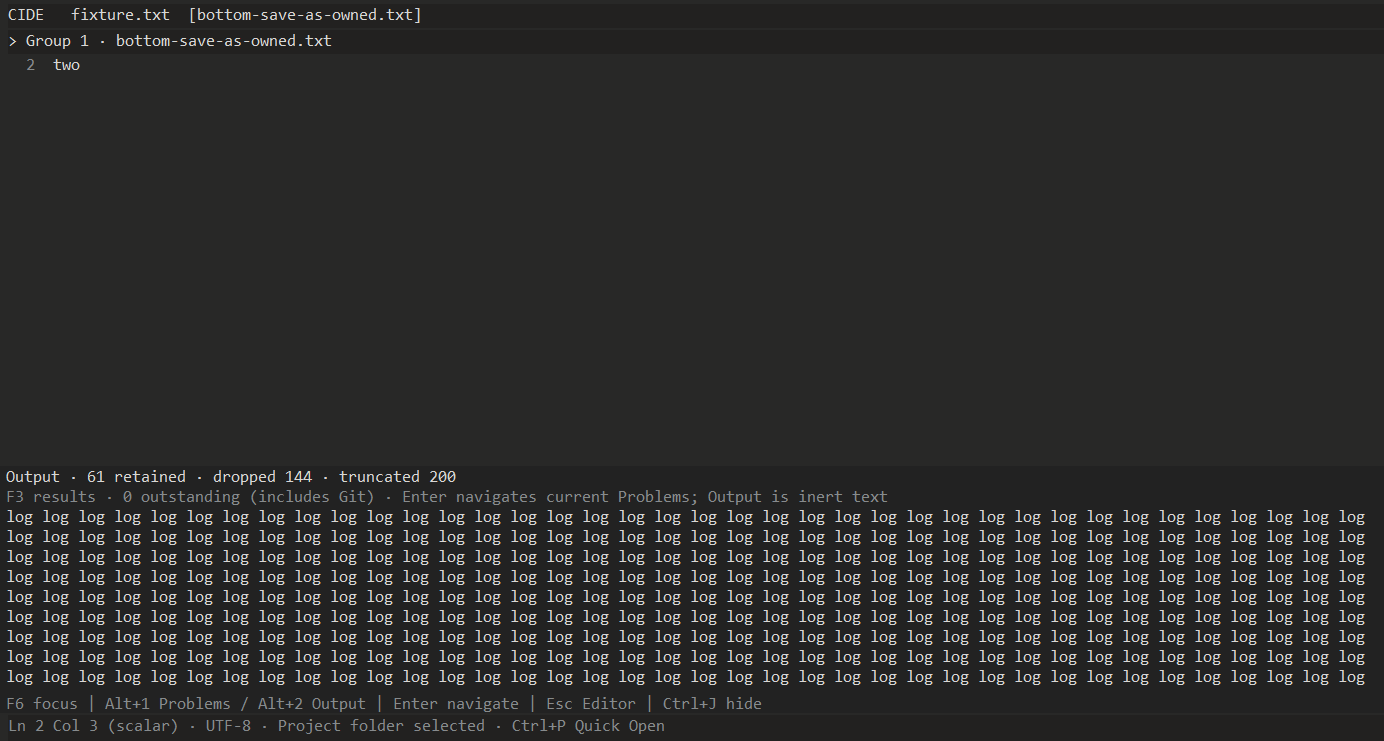 CIDE   fixture.txt  [bottom-save-as-owned.txt]
> Group 1 · bottom-save-as-owned.txt
2  two
Output · 61 retained · dropped 144 · truncated 200
F3 results · 0 outstanding (includes Git) · Enter navigates current Problems; Output is inert text
log log log log log log log log log log log log log log log log log log log log log log log log log log log log log log log log log log log log log log
log log log log log log log log log log log log log log log log log log log log log log log log log log log log log log log log log log log log log log
log log log log log log log log log log log log log log log log log log log log log log log log log log log log log log log log log log log log log log
log log log log log log log log log log log log log log log log log log log log log log log log log log log log log log log log log log log log log log
log log log log log log log log log log log log log log log log log log log log log log log log log log log log log log log log log log log log log log
log log log log log log log log log log log log log log log log log log log log log log log log log log log log log log log log log log log log log log
log log log log log log log log log log log log log log log log log log log log log log log log log log log log log log log log log log log log log log
log log log log log log log log log log log log log log log log log log log log log log log log log log log log log log log log log log log log log log
log log log log log log log log log log log log log log log log log log log log log log log log log log log log log log log log log log log log log log
F6 focus | Alt+1 Problems / Alt+2 Output | Enter navigate | Esc Editor | Ctrl+J hide
Ln 2 Col 3 (scalar) · UTF-8 · Project folder selected · Ctrl+P Quick Open